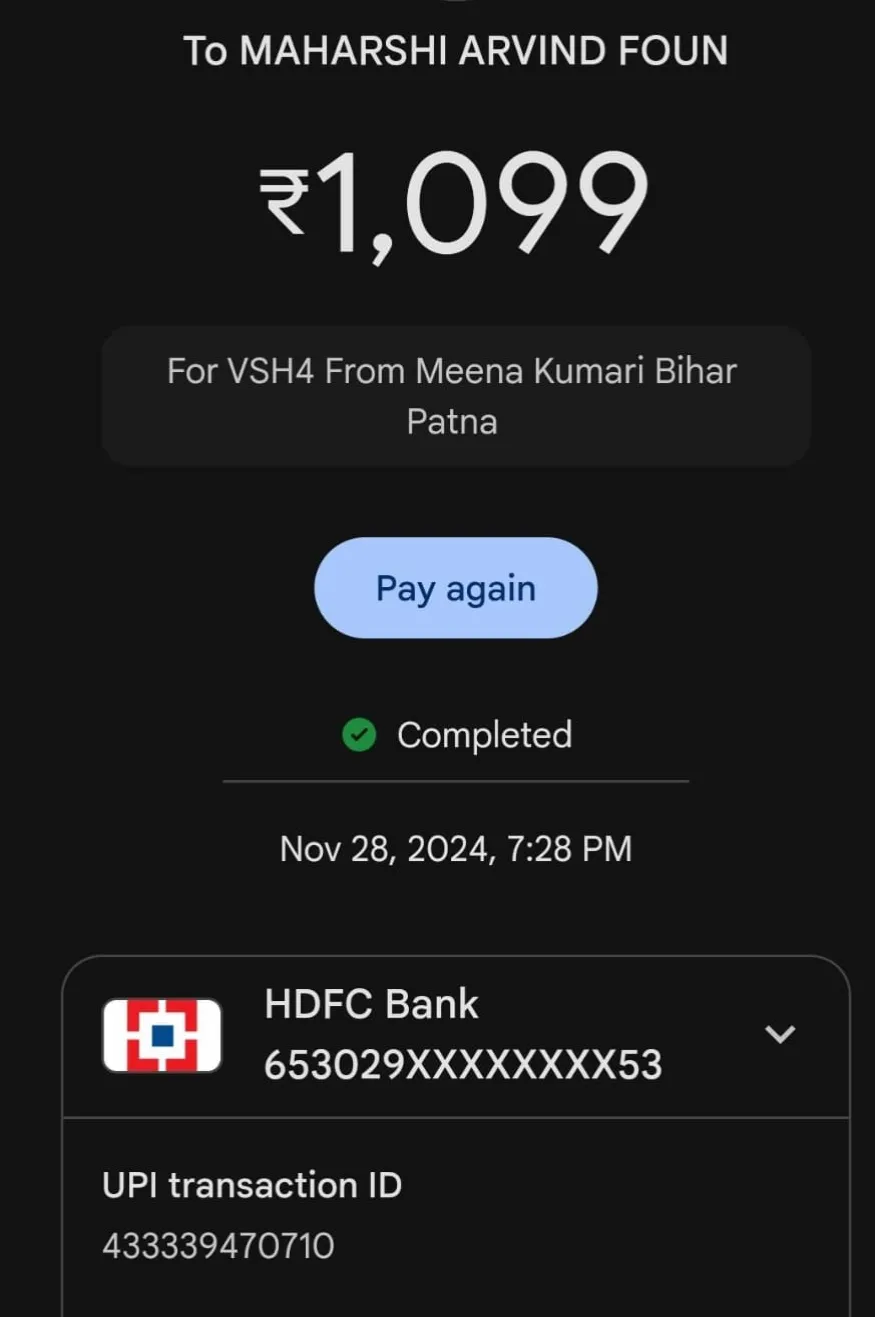 To MAHARSHI ARVIND FOUN
₹1,099
For VSH4 From Meena Kumari Bihar
Patna
Pay again
Completed
Nov 28, 2024, 7:28 PM
HDFC Bank
653029XXXXXXXX53
UPI transaction ID
433339470710